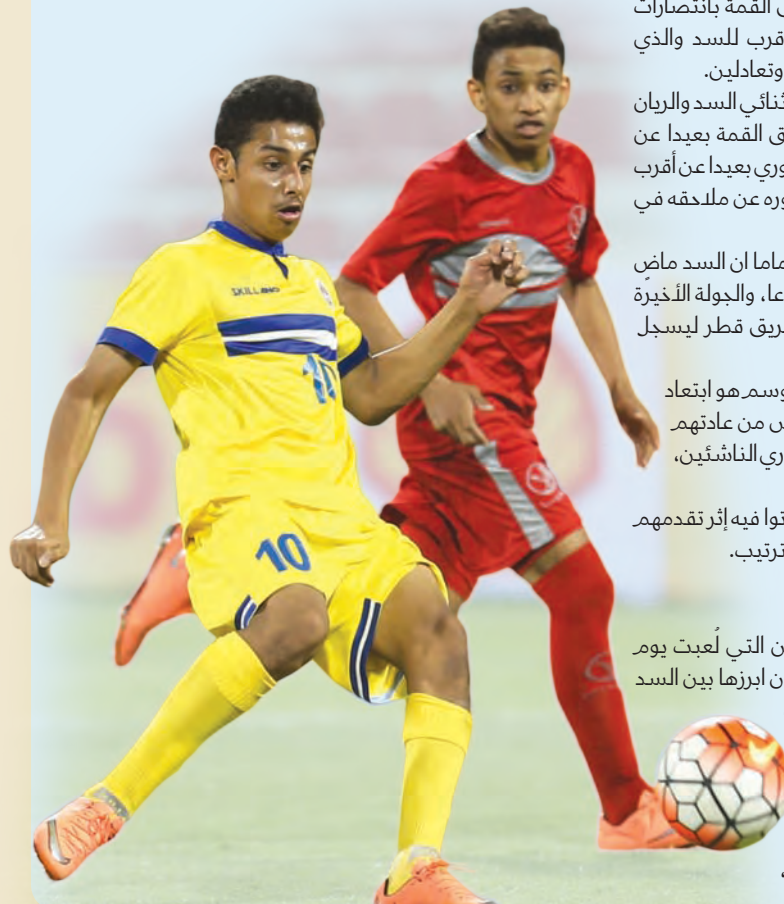 القمة بانتصارات
قرب للسد والذي
وتعادلين.
ثنائي السد والريان
القمة بعيدا عن
وري بعيدا عن أقرب
وره عن ملاحقه في
ماما ان السد ماضٍ
عا، والجولة الأخيرة
ريق قطر ليسجل
وسم هو ابتعاد
س من عادتهم
ري الناشئين،
توا فيه إثر تقدمهم
ترتيب.
ن التي لُعبت يوم
ن ابرزها بين السد
SKILL
10
10